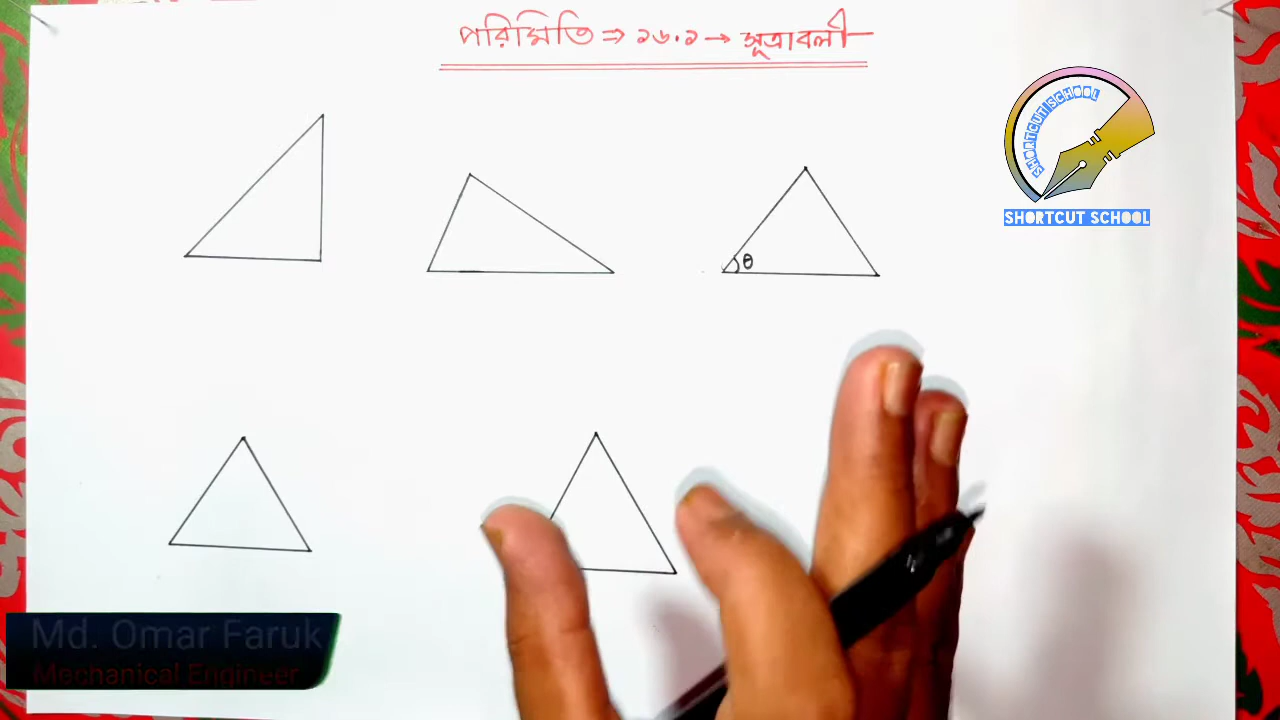 পরিমিতি ⇒ ১৬.১ → সূত্রাবলী
SHORTCUT SCHOOL
SHORTCUT SCHOOL
θ
Md. Omar Faruk
Mechanical Engineer